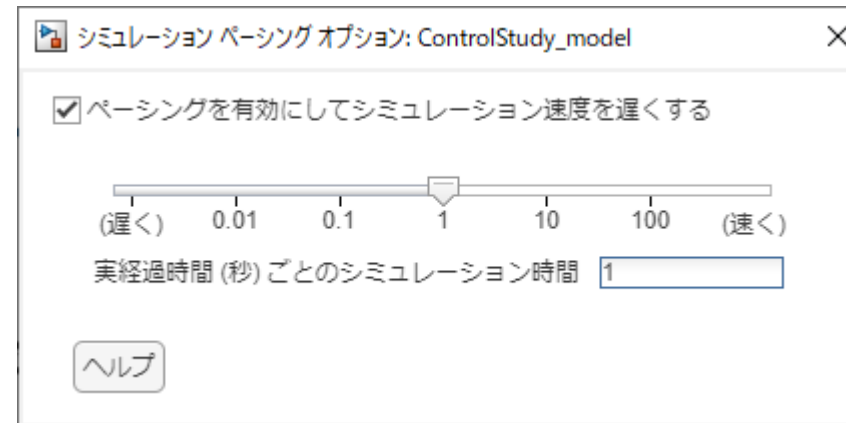 シミュレーション ペーシング オプション: ControlStudy_model
ペーシングを有効にしてシミュレーション速度を遅くする
(遅く) 0.01 0.1 1 10 100 (速く)
実経過時間 (秒) ごとのシミュレーション時間 1
ヘルプ